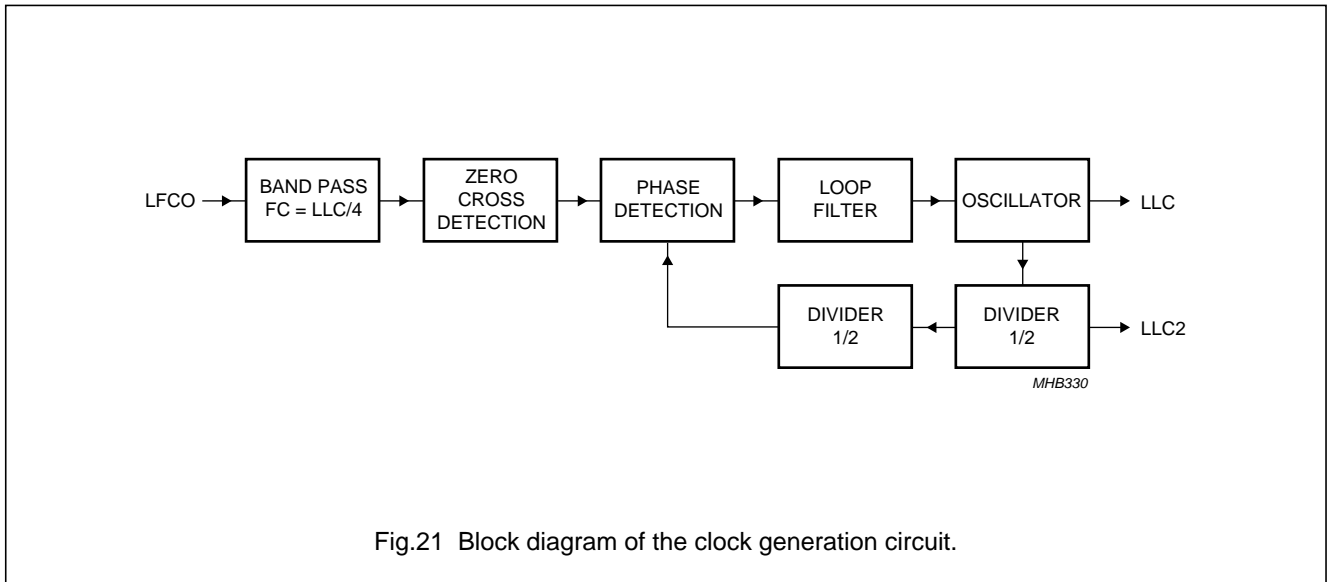 LFCO
BAND PASS
FC = LLC/4
ZERO
CROSS
DETECTION
PHASE
DETECTION
LOOP
FILTER
OSCILLATOR
LLC
DIVIDER
1/2
DIVIDER
1/2
LLC2
MHB330
Fig.21 Block diagram of the clock generation circuit.